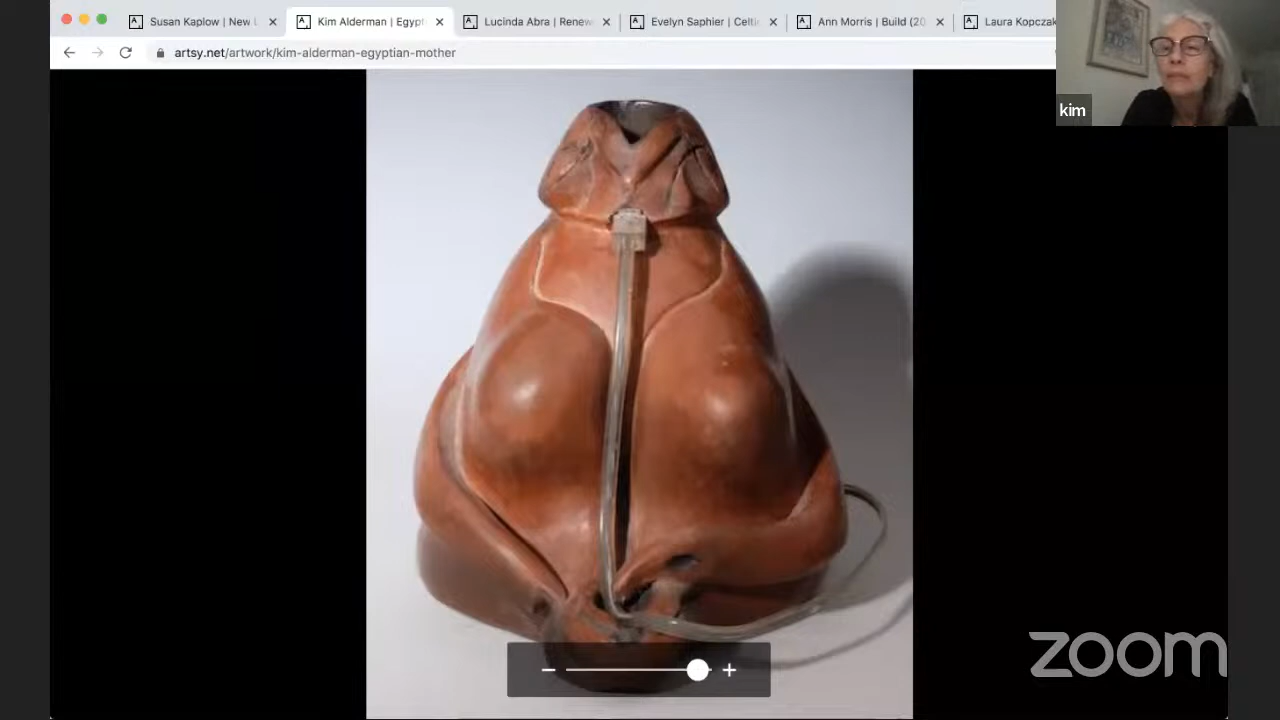 Susan Kaplow | New L
Kim Alderman | Egypt
Lucinda Abra | Renew
Evelyn Saphier | Celti
Ann Morris | Build (20
Laura Kopczak
artsy.net/artwork/kim-alderman-egyptian-mother
kim
zoom